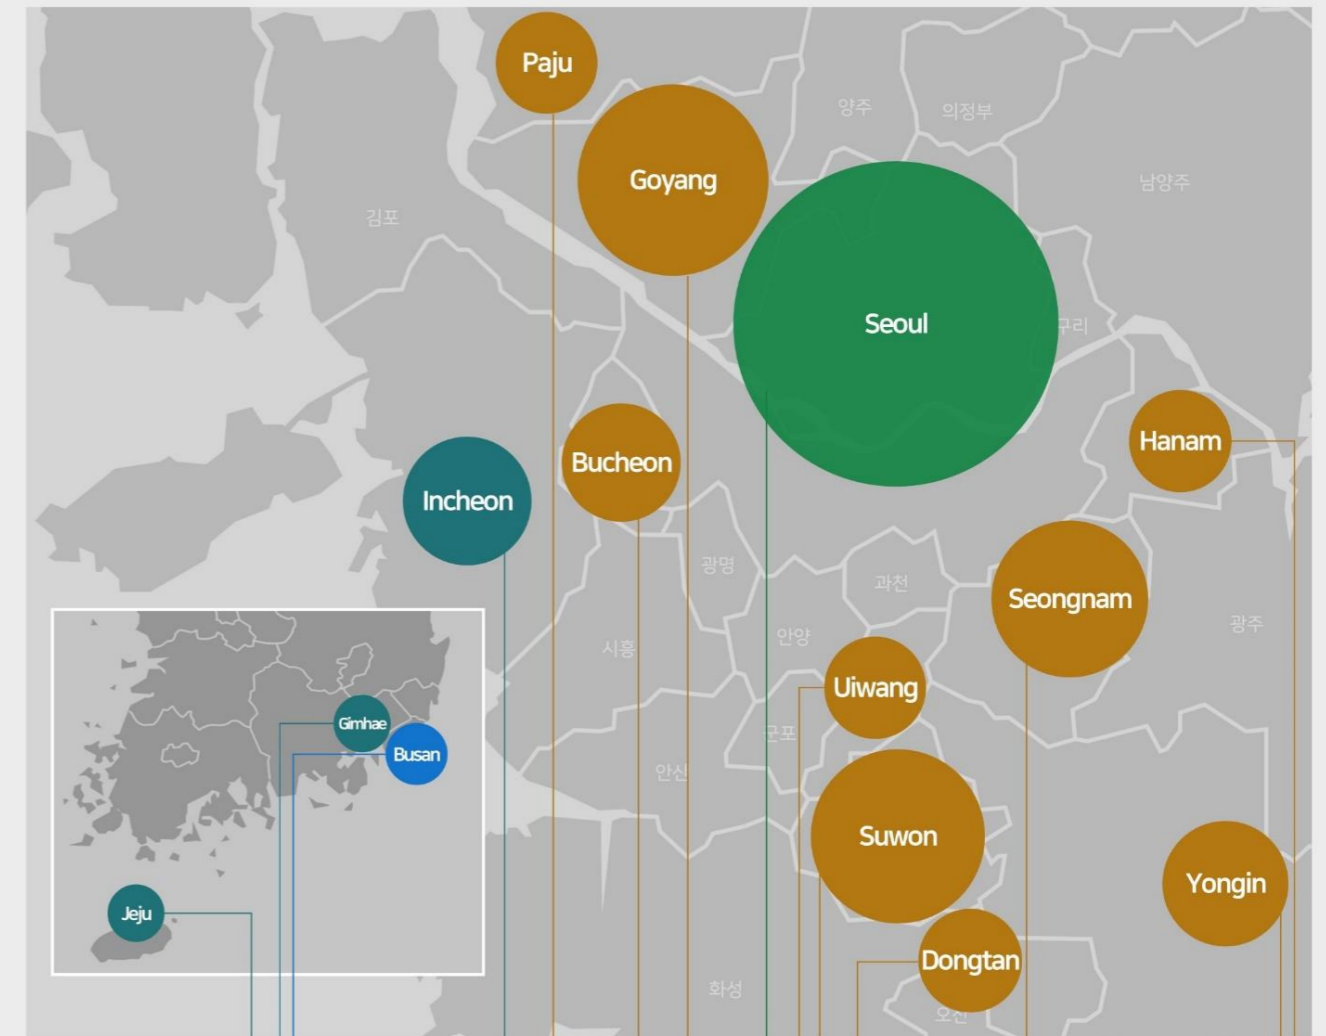 Paju
양주
의정부
Goyang
남양주
김포
Seoul
구리
Hanam
Bucheon
Incheon
광명
과천
Seongnam
광주
안양
시흥
Uiwang
Gimhae
군포
Busan
안산
Suwon
Yongin
Jeju
Dongtan
화성
오산